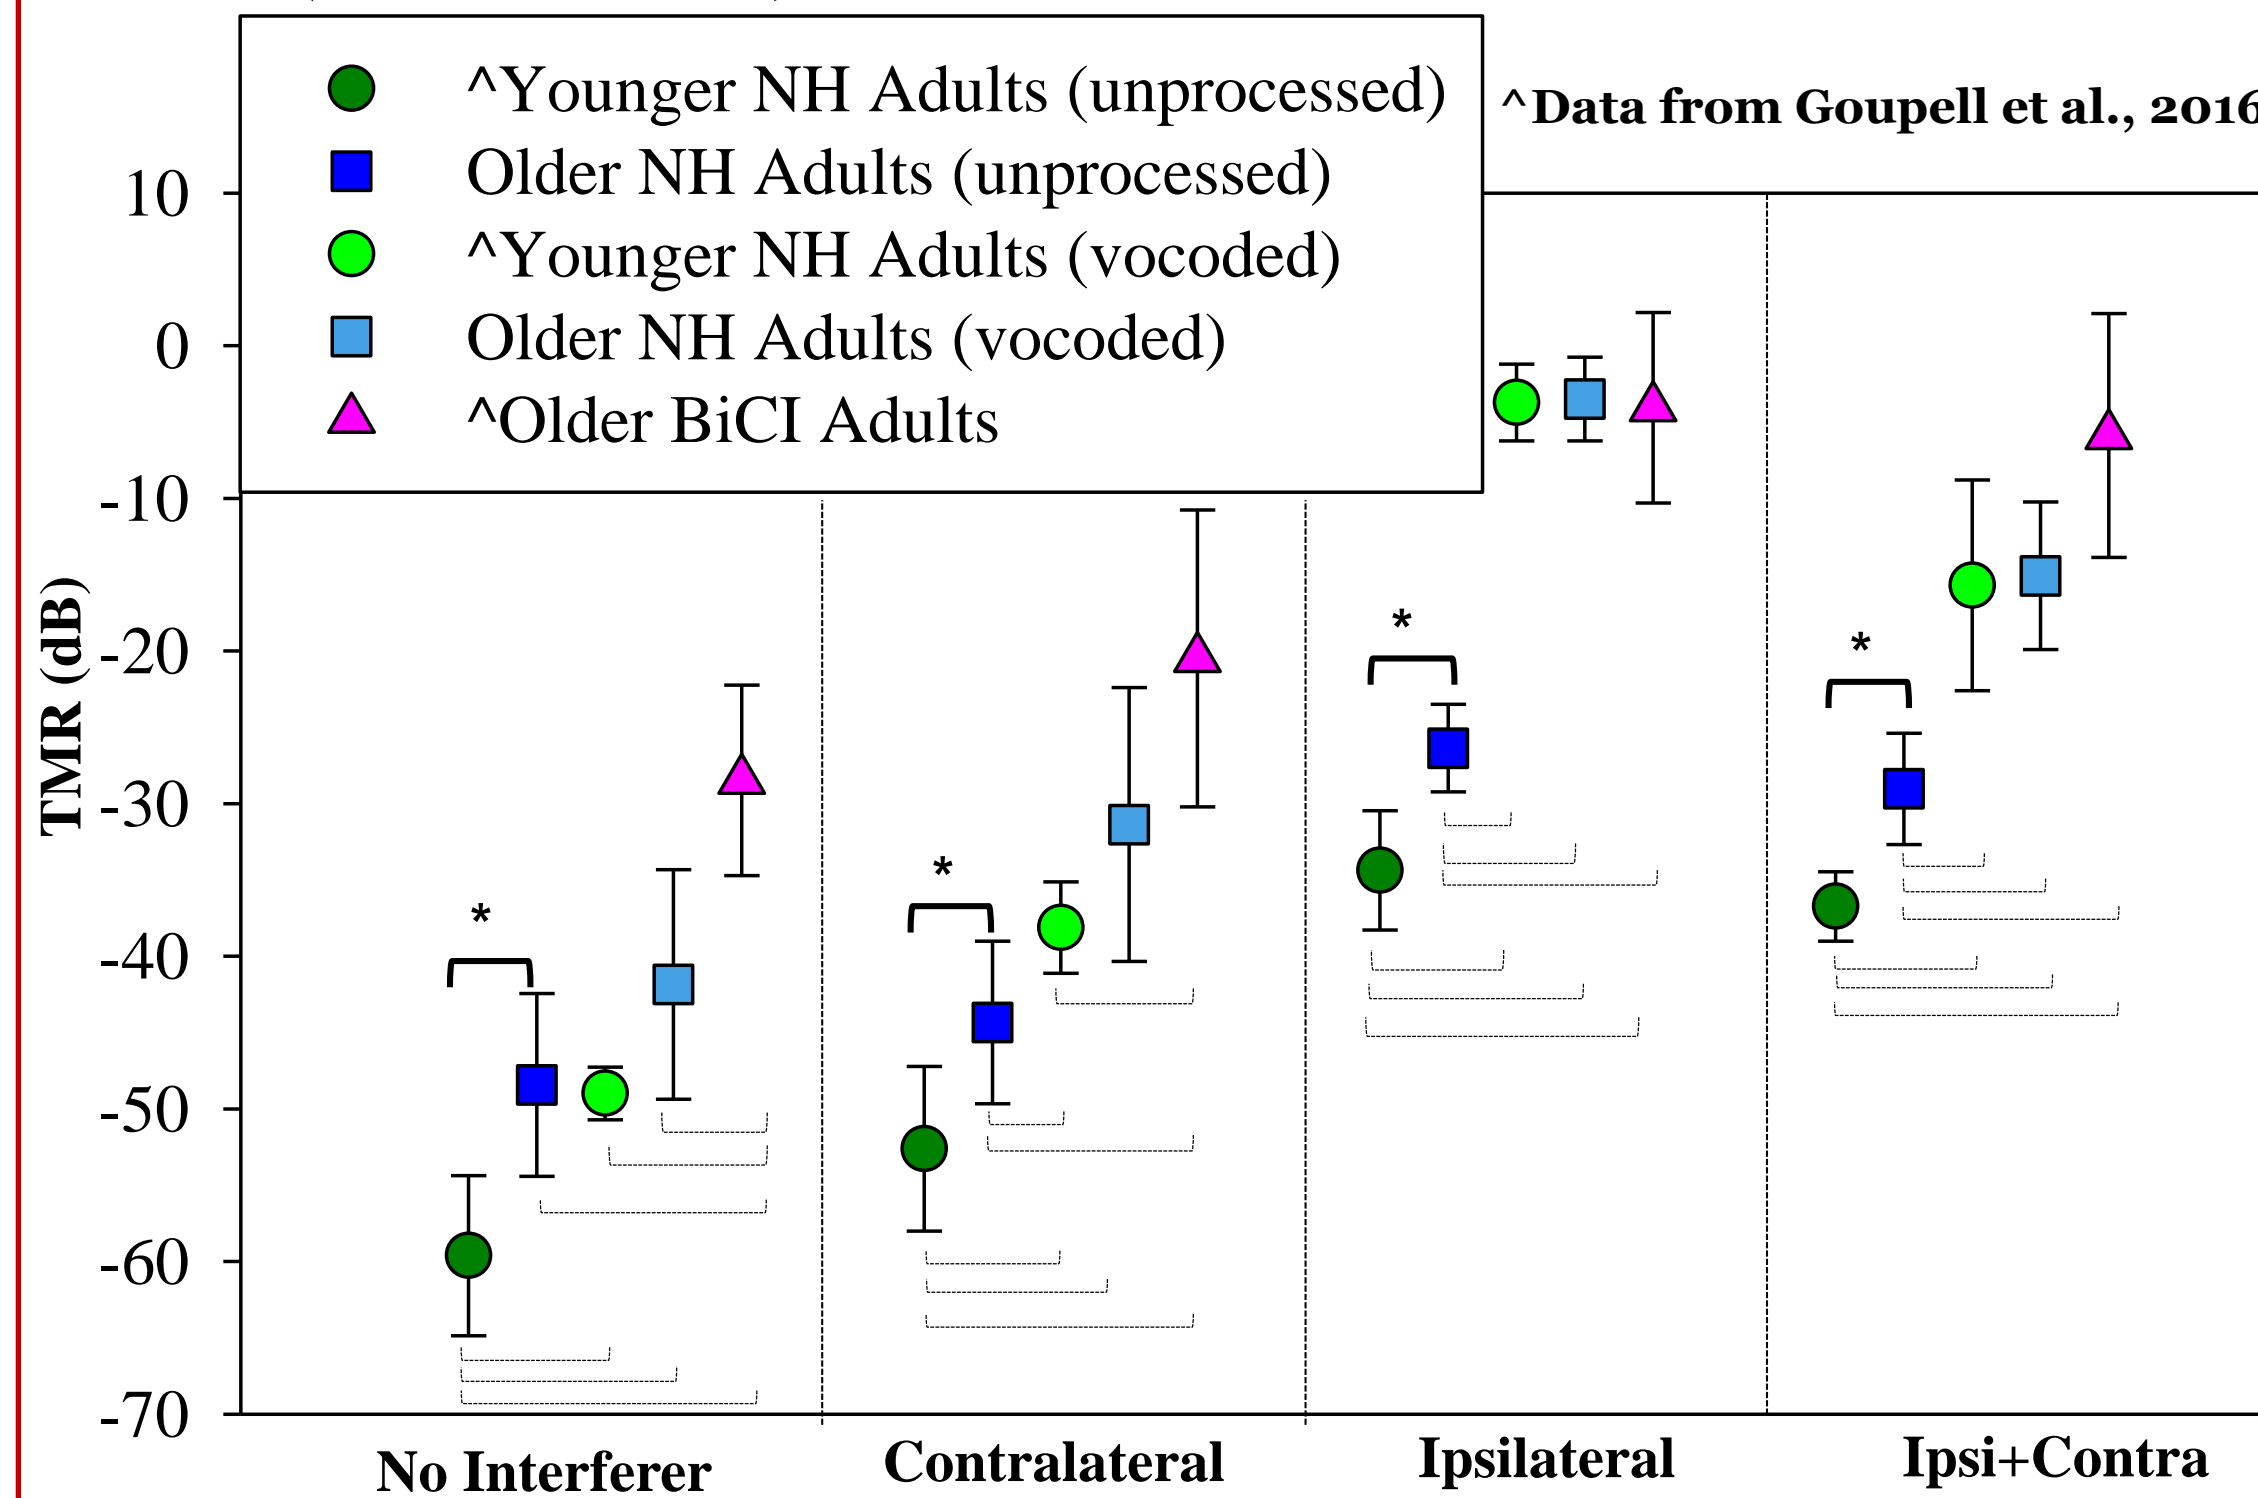 ^Younger NH Adults (unprocessed)
Older NH Adults (unprocessed)
^Younger NH Adults (vocoded)
Older NH Adults (vocoded)
^Older BiCI Adults
^Data from Goupell et al., 2016
10
0
-10
-20
-30
-40
-50
-60
-70
TMR (dB)
*
*
*
*
No Interferer
Contralateral
Ipsilateral
Ipsi+Contra